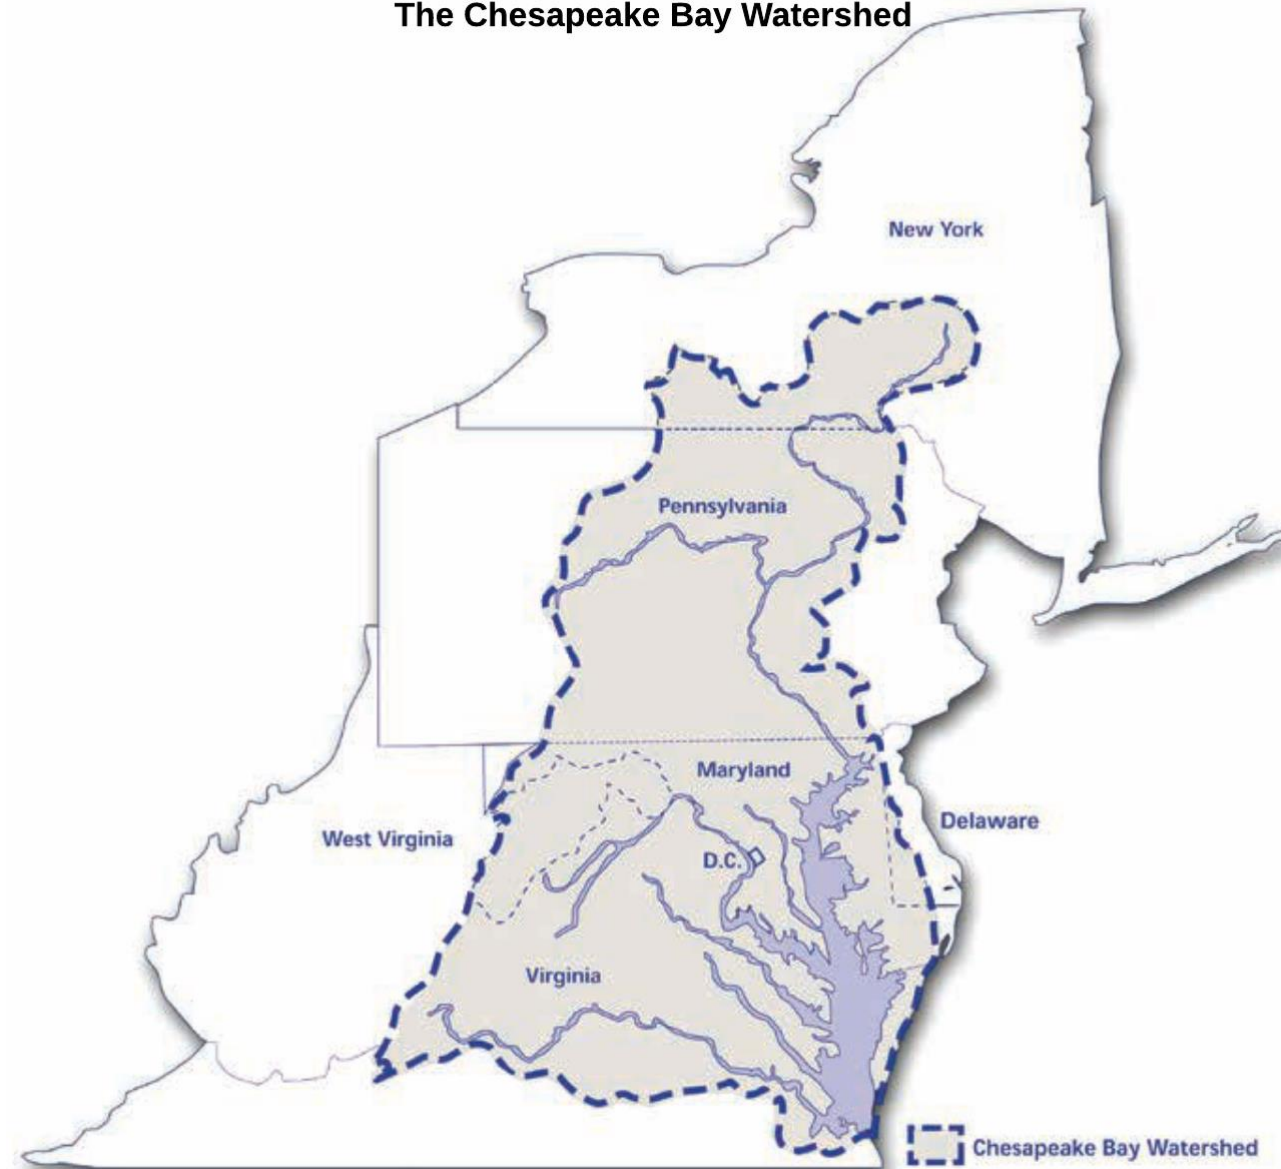 The Chesapeake Bay Watershed
New York
Pennsylvania
Maryland
West Virginia
Delaware
D.C.
Virginia
Chesapeake Bay Watershed